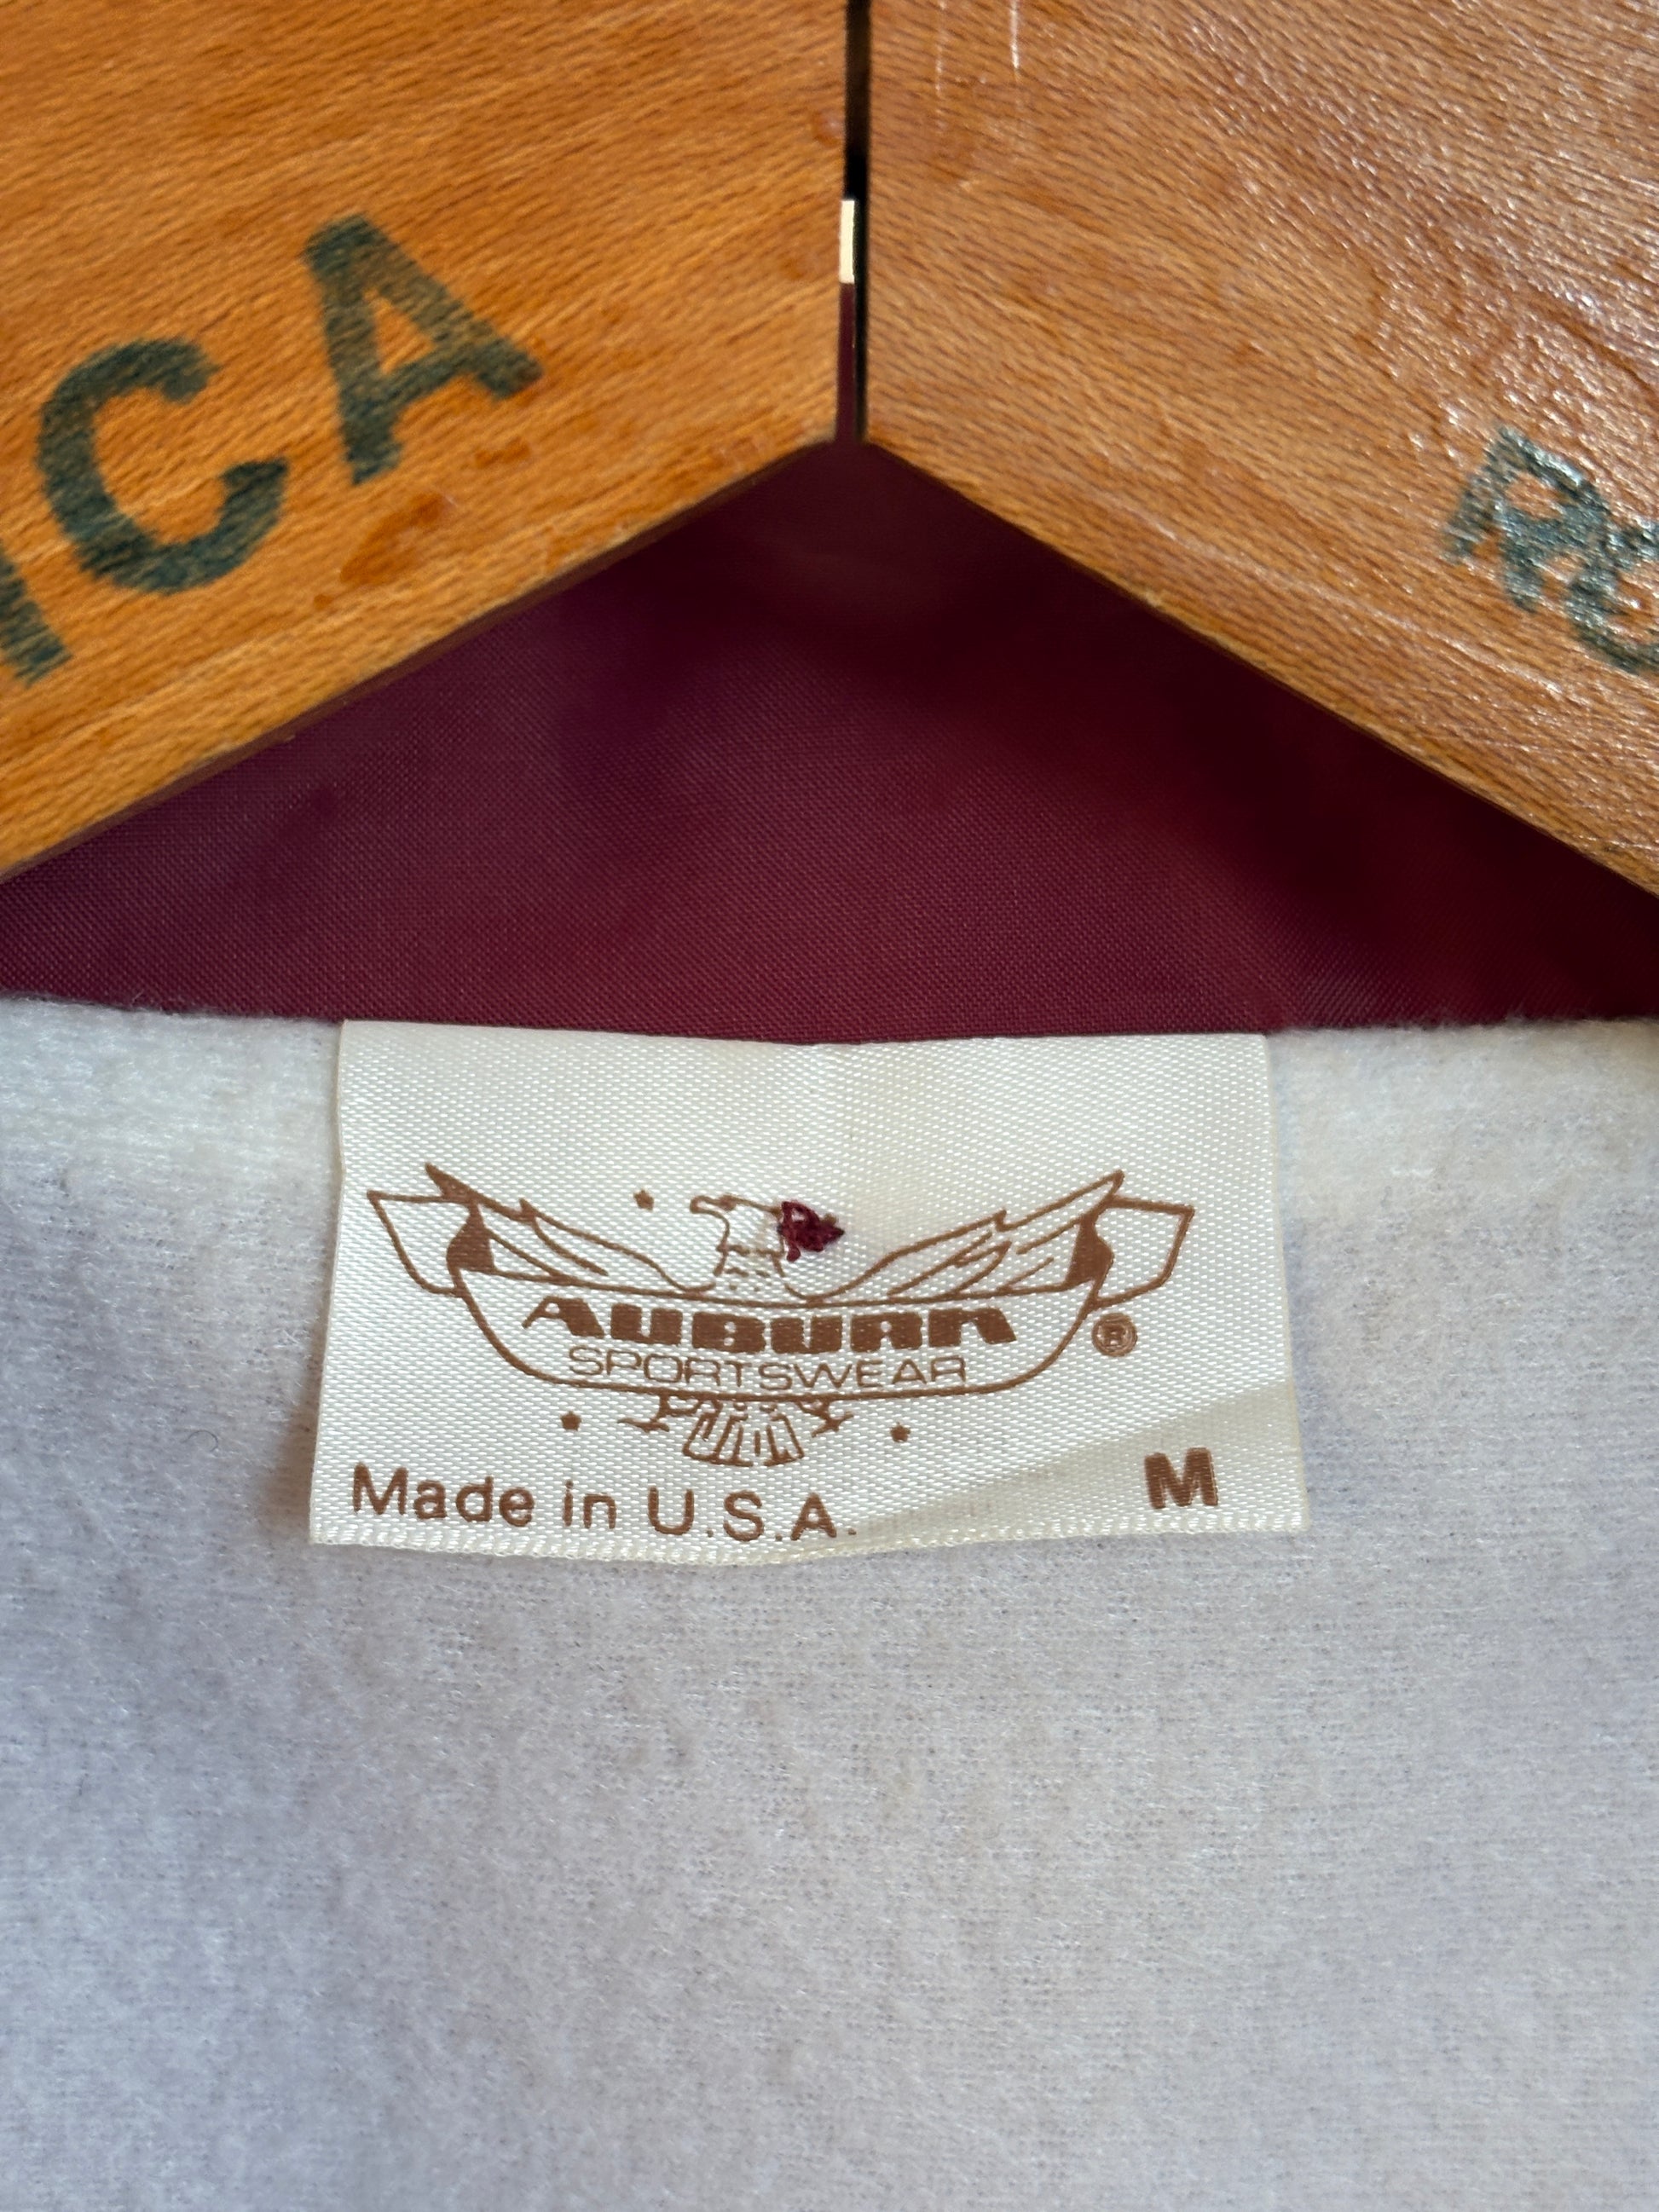 ICA
AUBURN
SPORTSWEAR
®
Made in U.S.A.
M